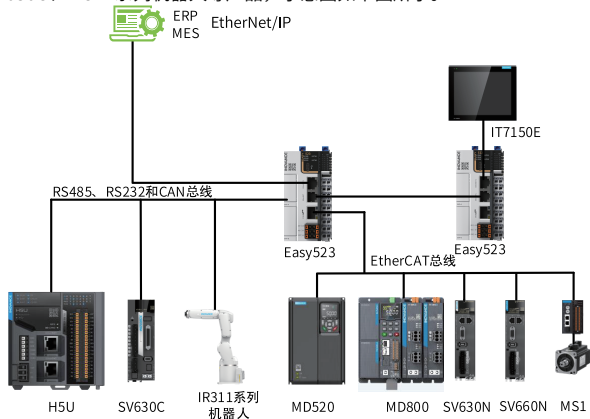 ERP
MES
EtherNet/IP
IT7150E
RS485、RS232和CAN总线
Easy523
Easy523
EtherCAT总线
H5U
SV630C
IR311系列
机器人
MD520
MD800
SV630N
SV660N
MS1